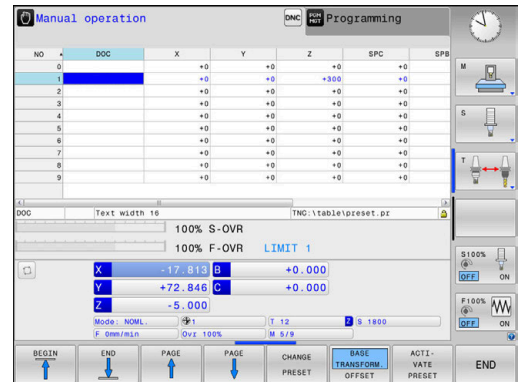 Manual operation DNC PGM MGT Programming
NO DOC X Y Z SPC SPB
0 +0 +0 +0 +0
1 +0 +0 +300 +0
2 +0 +0 +0 +0
3 +0 +0 +0 +0
4 +0 +0 +0 +0
5 +0 +0 +0 +0
6 +0 +0 +0 +0
7 +0 +0 +0 +0
8 +0 +0 +0 +0
9 +0 +0 +0 +0
DOC Text width 16 TNC:\table\preset.pr
100% S-OVR
100% F-OVR LIMIT 1
X -17.813 B +0.000
Y +72.846 C +0.000
Z -5.000
Mode: NOML. 1 T 12 Z S 1800
F 0mm/min Ovr 100% M 5/9
M
S
T
S100%
OFF ON
F100%
OFF ON
BEGIN
END
PAGE
PAGE
CHANGE
PRESET
BASE
TRANSFORM.
OFFSET
ACTI-
VATE
PRESET
END